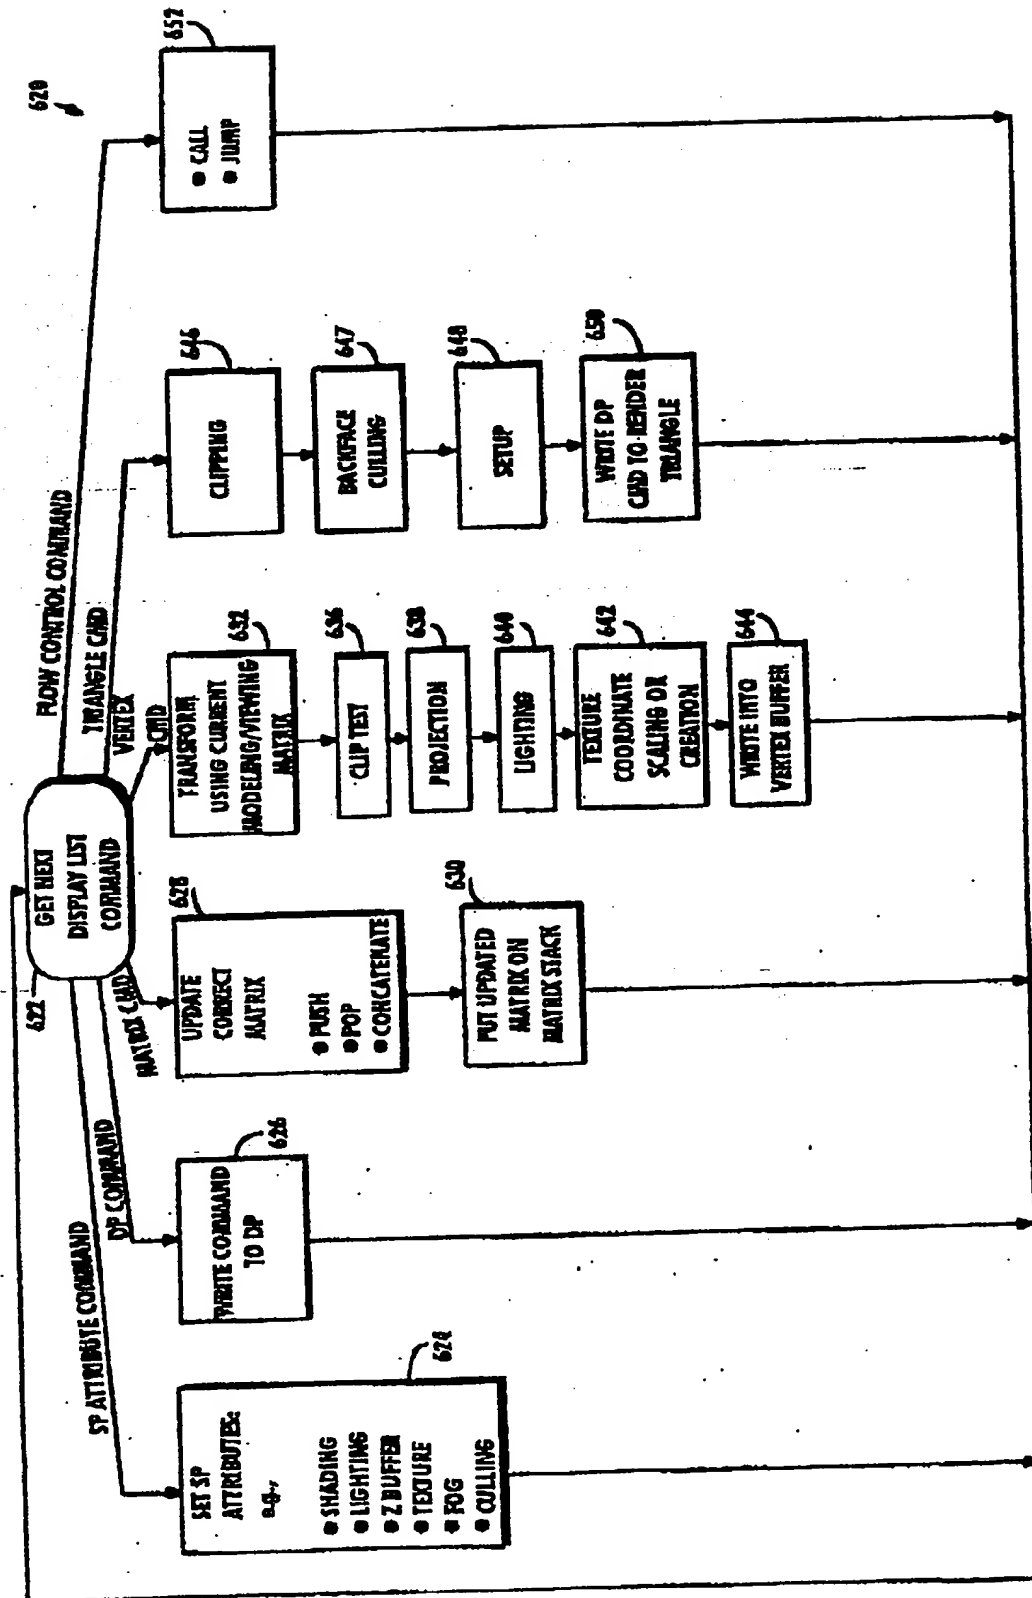 620
622
GET NEXT
DISPLAY LIST
COMMAND
SP ATTRIBUTE COMMAND
DP COMMAND
MATRIX CMD
VERTEX
CMD
TRIANGLE CMD
FLOW CONTROL COMMAND
624
SET SP
ATTRIBUTES:
e.g.,
● SHADING
● LIGHTING
● Z BUFFER
● TEXTURE
● FOG
● CULLING
626
WRITE COMMAND
TO DP
628
UPDATE
CORRECT
MATRIX
● PUSH
● POP
● CONCATENATE
630
PUT UPDATED
MATRIX ON
MATRIX STACK
632
TRANSFORM
USING CURRENT
MODELING/VIEWING
MATRIX
636
CLIP TEST
638
PROJECTION
640
LIGHTING
642
TEXTURE
COORDINATE
SCALING OR
CREATION
644
WROTE INTO
VERTEX BUFFER
646
CLIPPING
647
BACKFACE
CULLING
648
SETUP
650
WRITE DP
CMD TO RENDER
TRIANGLE
652
● CALL
● JUMP